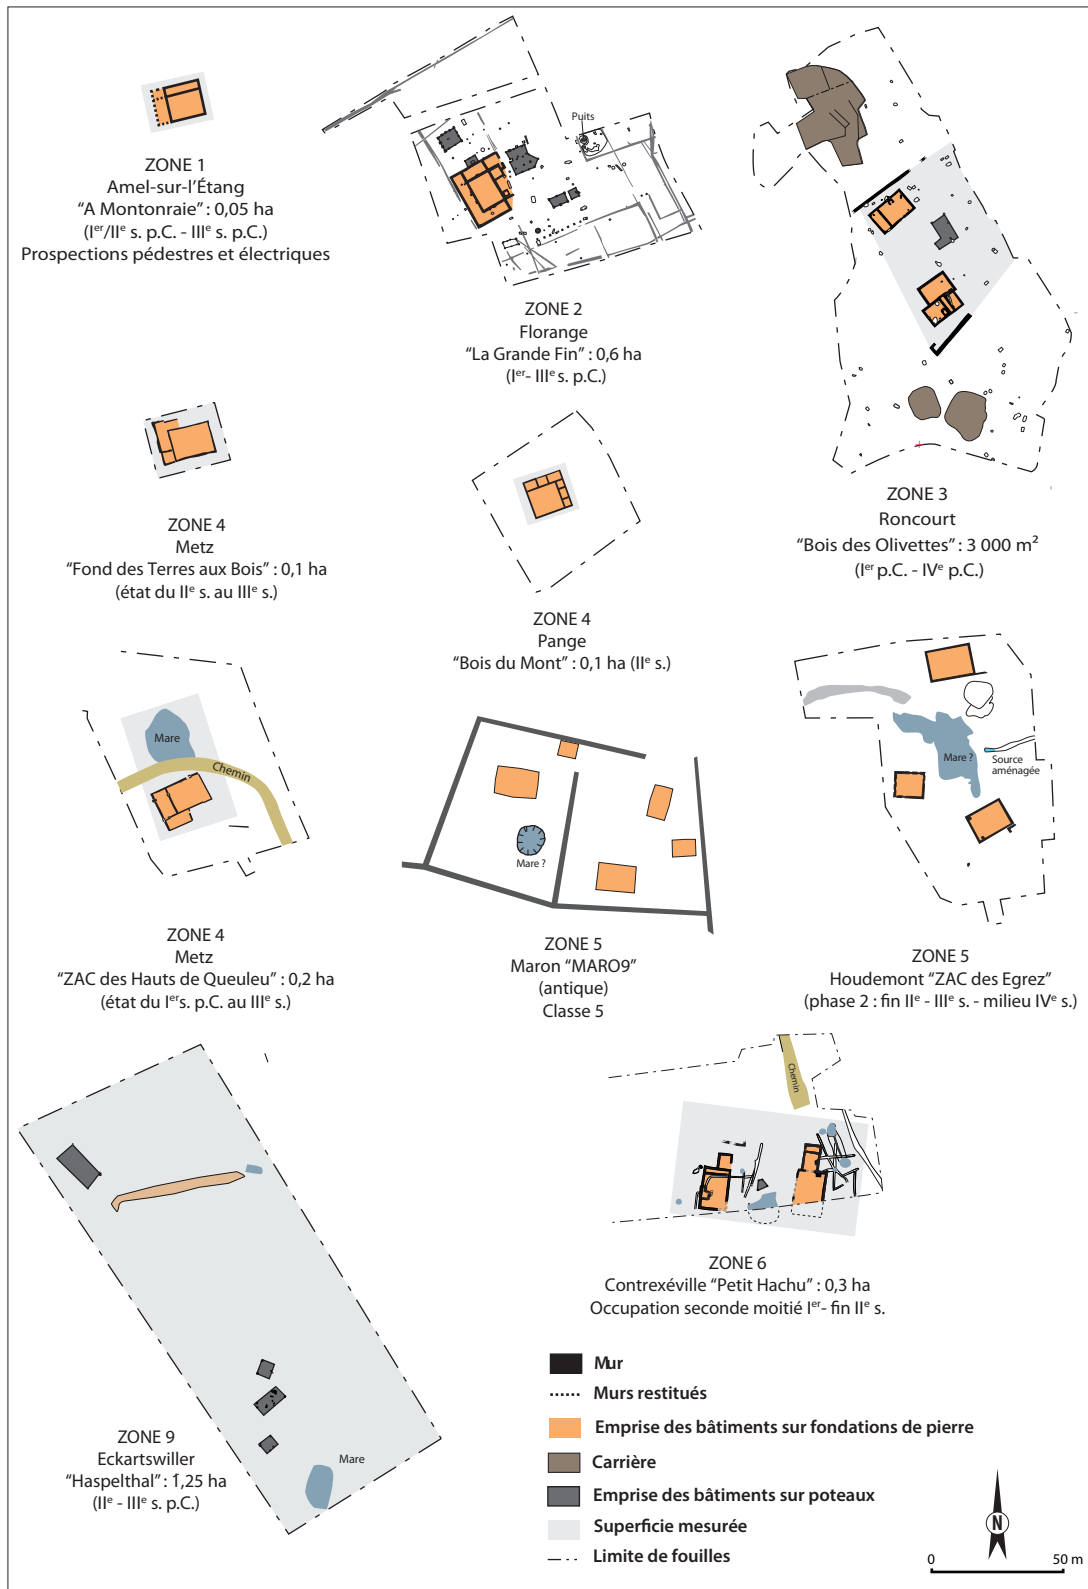 ZONE 1
Amel-sur-l’Étang
“A Montonraie” : 0,05 ha
(Iᵉʳ/IIᵉ s. p.C. - IIIᵉ s. p.C.)
Prospections pédestres et électriques
Puits
ZONE 2
Florange
“La Grande Fin” : 0,6 ha
(Iᵉʳ- IIIᵉ s. p.C.)
ZONE 3
Roncourt
“Bois des Olivettes” : 3 000 m²
(Iᵉʳ p.C. - IVᵉ p.C.)
ZONE 4
Metz
“Fond des Terres aux Bois” : 0,1 ha
(état du IIᵉ s. au IIIᵉ s.)
ZONE 4
Pange
“Bois du Mont” : 0,1 ha (IIᵉ s.)
Mare
Chemin
ZONE 4
Metz
“ZAC des Hauts de Queuleu” : 0,2 ha
(état du Iᵉʳs. p.C. au IIIᵉ s.)
Mare ?
ZONE 5
Maron “MARO9”
(antique)
Classe 5
Mare ?
Source
aménagée
ZONE 5
Houdemont “ZAC des Egrez”
(phase 2 : fin IIᵉ - IIIᵉ s. - milieu IVᵉ s.)
Chemin
ZONE 6
Contrexéville “Petit Hachu” : 0,3 ha
Occupation seconde moitié Iᵉʳ- fin IIᵉ s.
Mare
ZONE 9
Eckartswiller
“Haspelthal” : 1,25 ha
(IIᵉ - IIIᵉ s. p.C.)
Mur
Murs restitués
Emprise des bâtiments sur fondations de pierre
Carrière
Emprise des bâtiments sur poteaux
Superficie mesurée
Limite de fouilles
N
0 50 m